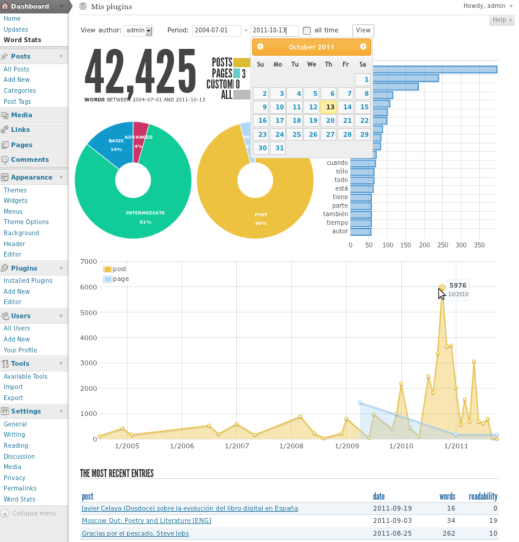 Dashboard
Home
Updates
Word Stats
Posts
All Posts
Add New
Categories
Post Tags
Media
Links
Pages
Comments
Appearance
Themes
Widgets
Menus
Theme Options
Background
Header
Editor
Plugins
Installed Plugins
Add New
Editor
Users
All Users
Add New
Your Profile
Tools
Available Tools
Import
Export
Settings
General
Writing
Reading
Discussion
Media
Privacy
Permalinks
Word Stats
Collapse menu
Mis plugins
Howdy, admin
Help
View author: admin Period: 2004-07-01 - 2011-10-13 all time View
42,425
WORDS BETWEEN 2004-07-01 AND 2011-10-13
POSTS
PAGES 3
CUSTOM 0
ALL
October 2011
Su Mo Tu We Th Fr Sa
1
2 3 4 5 6 7 8
9 10 11 12 13 14 15
16 17 18 19 20 21 22
23 24 25 26 27 28 29
30 31
BASIC
14%
ADVANCED
INTERMEDIATE
81%
POST
cuando
sólo
todo
está
tiene
parte
también
tiempo
autor
0 50 100 150 200 250 300 350
7000
6000
5000
4000
3000
2000
1000
0
post
page
5976
10/2010
1/2005 1/2006 1/2007 1/2008 1/2009 1/2010 1/2011
THE MOST RECENT ENTRIES
post date words readability
Javier Celaya (Dosdoce) sobre la evolución del libro digital en España 2011-09-19 16 0
Moscow Out: Poetry and Literature [ENG] 2011-09-03 34 19
Gracias por el pescado, Steve Jobs 2011-08-25 262 10